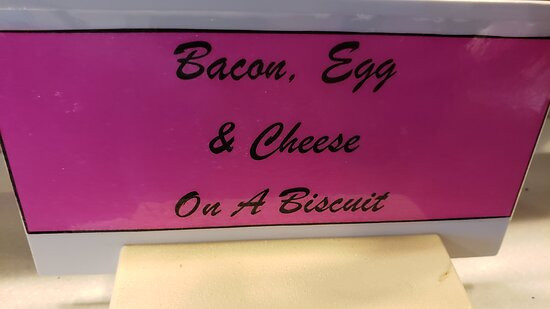 Bacon, Egg
& Cheese
On A Biscuit